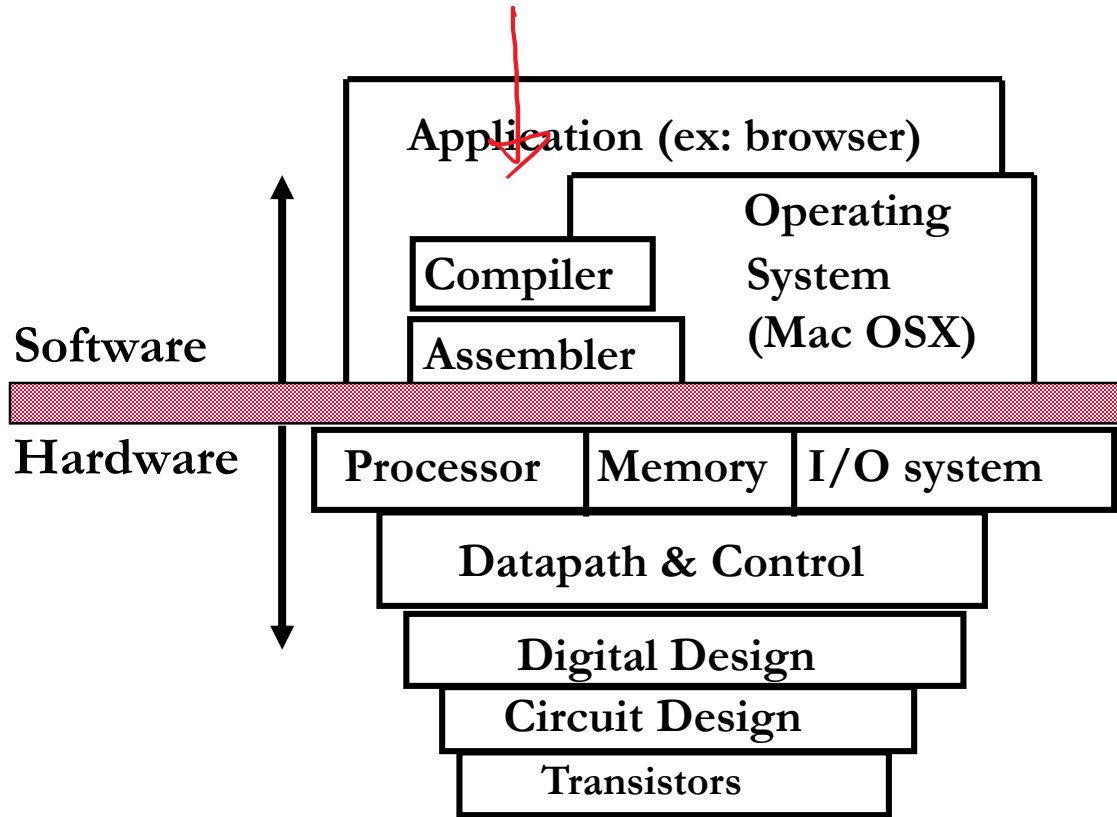 Application (ex: browser)
Operating
System
(Mac OSX)
Compiler
Assembler
Software
Hardware
Processor
Memory
I/O system
Datapath & Control
Digital Design
Circuit Design
Transistors